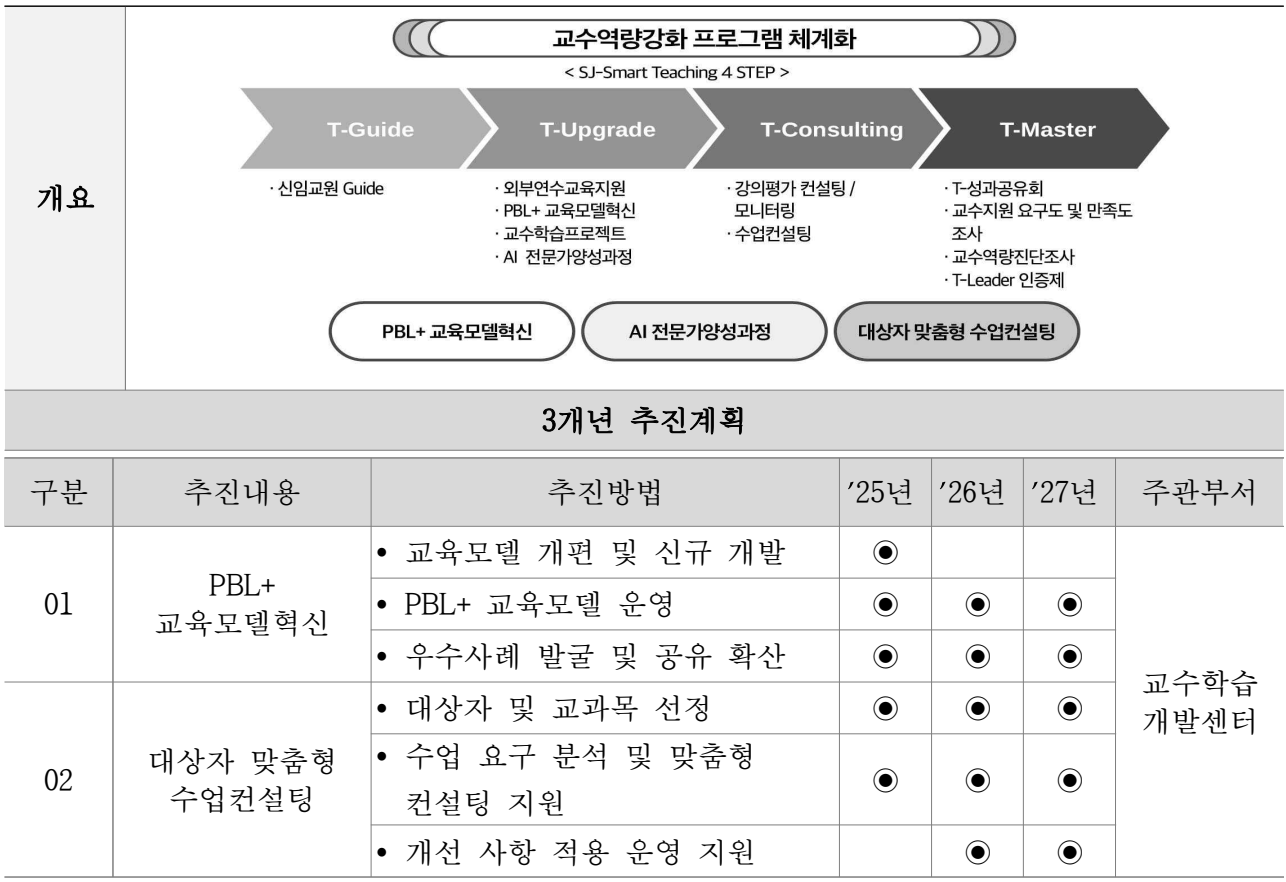 교수역량강화 프로그램 체계화
< SJ-Smart Teaching 4 STEP >
T-Guide
T-Upgrade
T-Consulting
T-Master
개요
· 신임교원 Guide
· 외부연수교육지원
· PBL+ 교육모델혁신
· 교수학습프로젝트
· AI 전문가양성과정
· 강의평가 컨설팅 /
모니터링
· 수업컨설팅
· T-성과공유회
· 교수지원 요구도 및 만족도
조사
· 교수역량진단조사
· T-Leader 인증제
PBL+ 교육모델혁신
AI 전문가양성과정
대상자 맞춤형 수업컨설팅
3개년 추진계획
구분 추진내용 추진방법 '25년 '26년 '27년 주관부서
01
PBL+
교육모델혁신
• 교육모델 개편 및 신규 개발 ◉
• PBL+ 교육모델 운영 ◉ ◉ ◉
• 우수사례 발굴 및 공유 확산 ◉ ◉ ◉
02
대상자 맞춤형
수업컨설팅
• 대상자 및 교과목 선정 ◉ ◉ ◉
• 수업 요구 분석 및 맞춤형
컨설팅 지원 ◉ ◉ ◉
• 개선 사항 적용 운영 지원 ◉ ◉
교수학습
개발센터